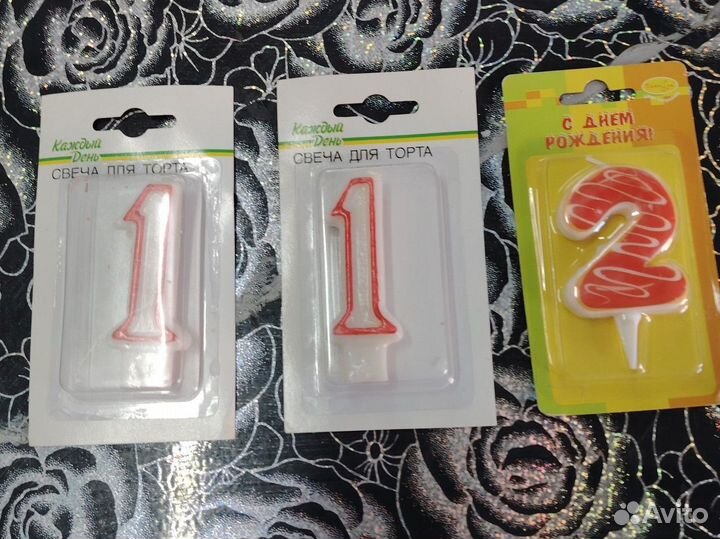 Каждый
День
СВЕЧА ДЛЯ ТОРТА
1
Каждый
День
СВЕЧА ДЛЯ ТОРТА
1
С ДНЕМ
РОЖДЕНИЯ!
2
Avito